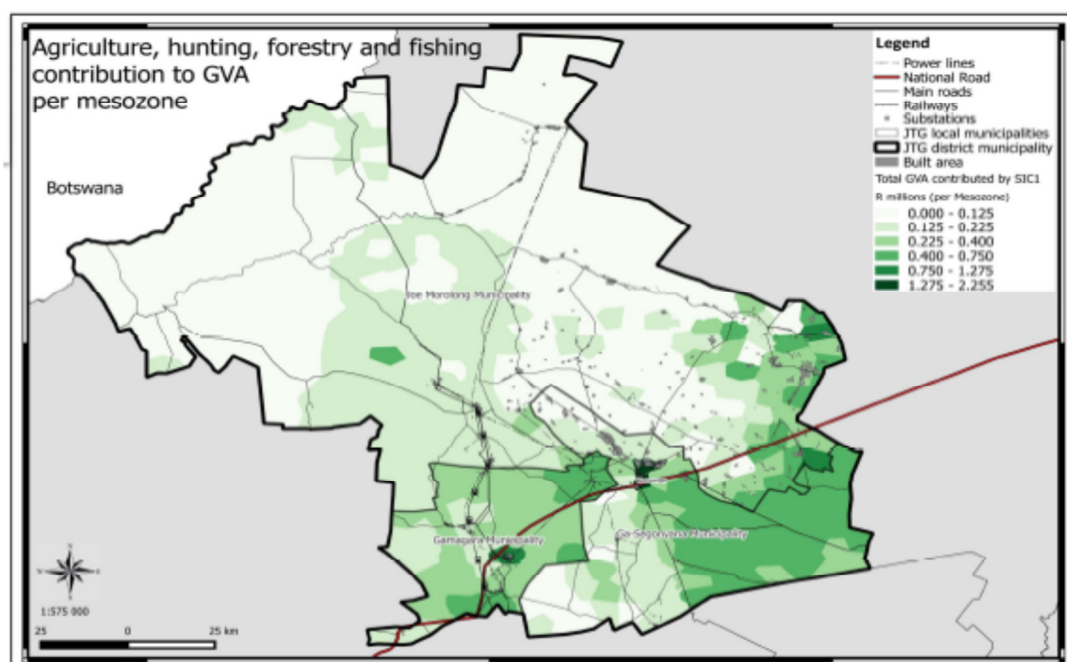 Agriculture, hunting, forestry and fishing
contribution to GVA
per mesozone
Legend
Power lines
National Road
Main roads
Railways
Substations
JTG local municipalities
JTG district municipality
Built area
Total GVA contributed by SIC1
R millions (per Mesozone)
0.000 - 0.125
0.125 - 0.225
0.225 - 0.400
0.400 - 0.750
0.750 - 1.275
1.275 - 2.255
Botswana
Joe Morolong Municipality
Gamagara Municipality
Ga-Segonyana Municipality
1:575 000
25 0 25 km